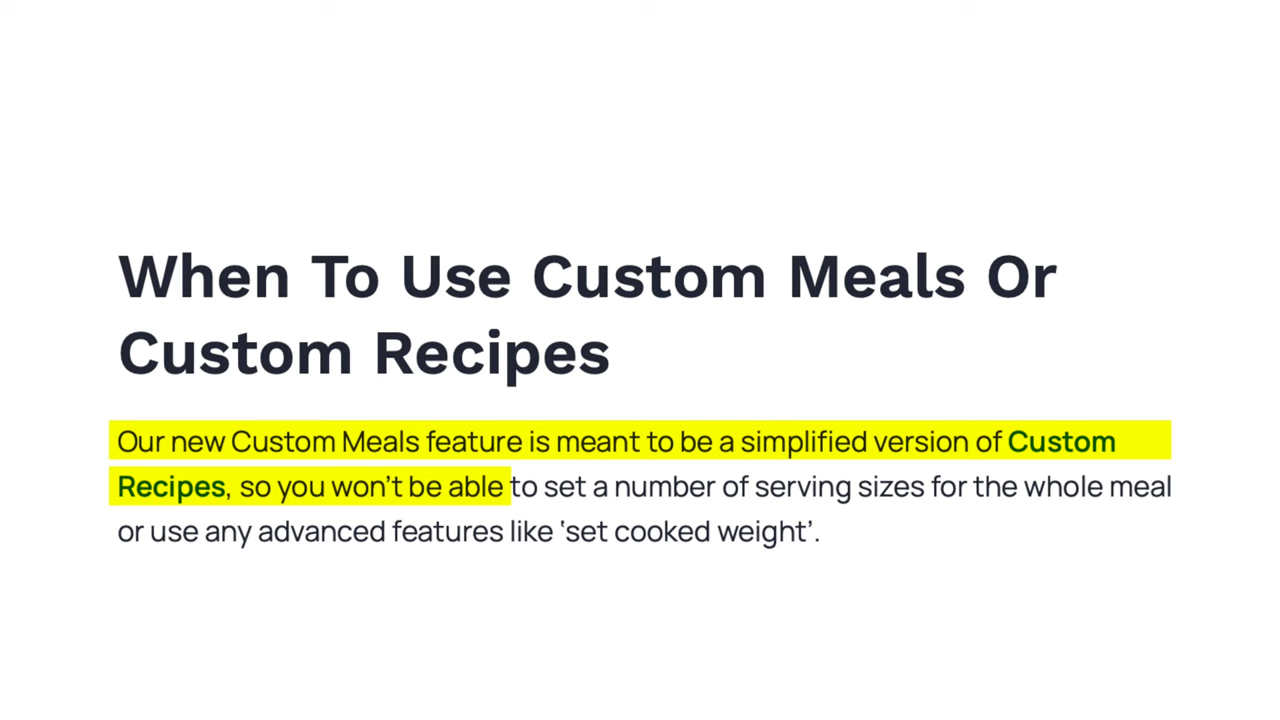 When To Use Custom Meals Or
Custom Recipes
Our new Custom Meals feature is meant to be a simplified version of Custom
Recipes, so you won’t be able to set a number of serving sizes for the whole meal
or use any advanced features like ‘set cooked weight’.